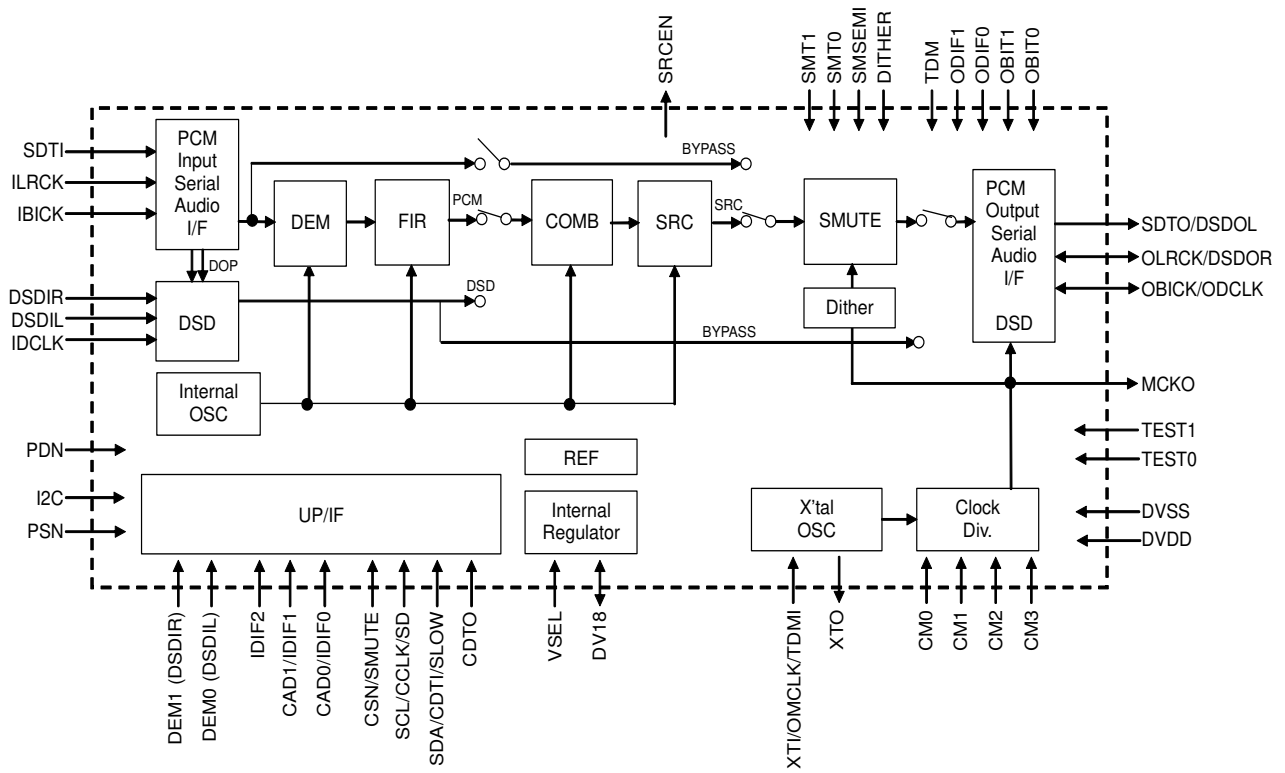 SRCEN
SMT1
SMT0
SMSEMI
DITHER
TDM
ODIF1
ODIF0
OBIT1
OBIT0
SDTI
ILRCK
IBICK
PCM
Input
Serial
Audio
I/F
DOP
DEM
FIR
PCM
COMB
SRC
SRC
BYPASS
SMUTE
Dither
PCM
Output
Serial
Audio
I/F
DSD
SDTO/DSDOL
OLRCK/DSDOR
OBICK/ODCLK
DSDIR
DSDIL
IDCLK
DSD
DSD
BYPASS
Internal
OSC
MCKO
TEST1
TEST0
PDN
I2C
PSN
UP/IF
REF
Internal
Regulator
X'tal
OSC
Clock
Div.
DVSS
DVDD
DEM1 (DSDIR)
DEM0 (DSDIL)
IDIF2
CAD1/IDIF1
CAD0/IDIF0
CSN/SMUTE
SCL/CCLK/SD
SDA/CDTI/SLOW
CDTO
VSEL
DV18
XTI/OMCLK/TDMI
XTO
CM0
CM1
CM2
CM3